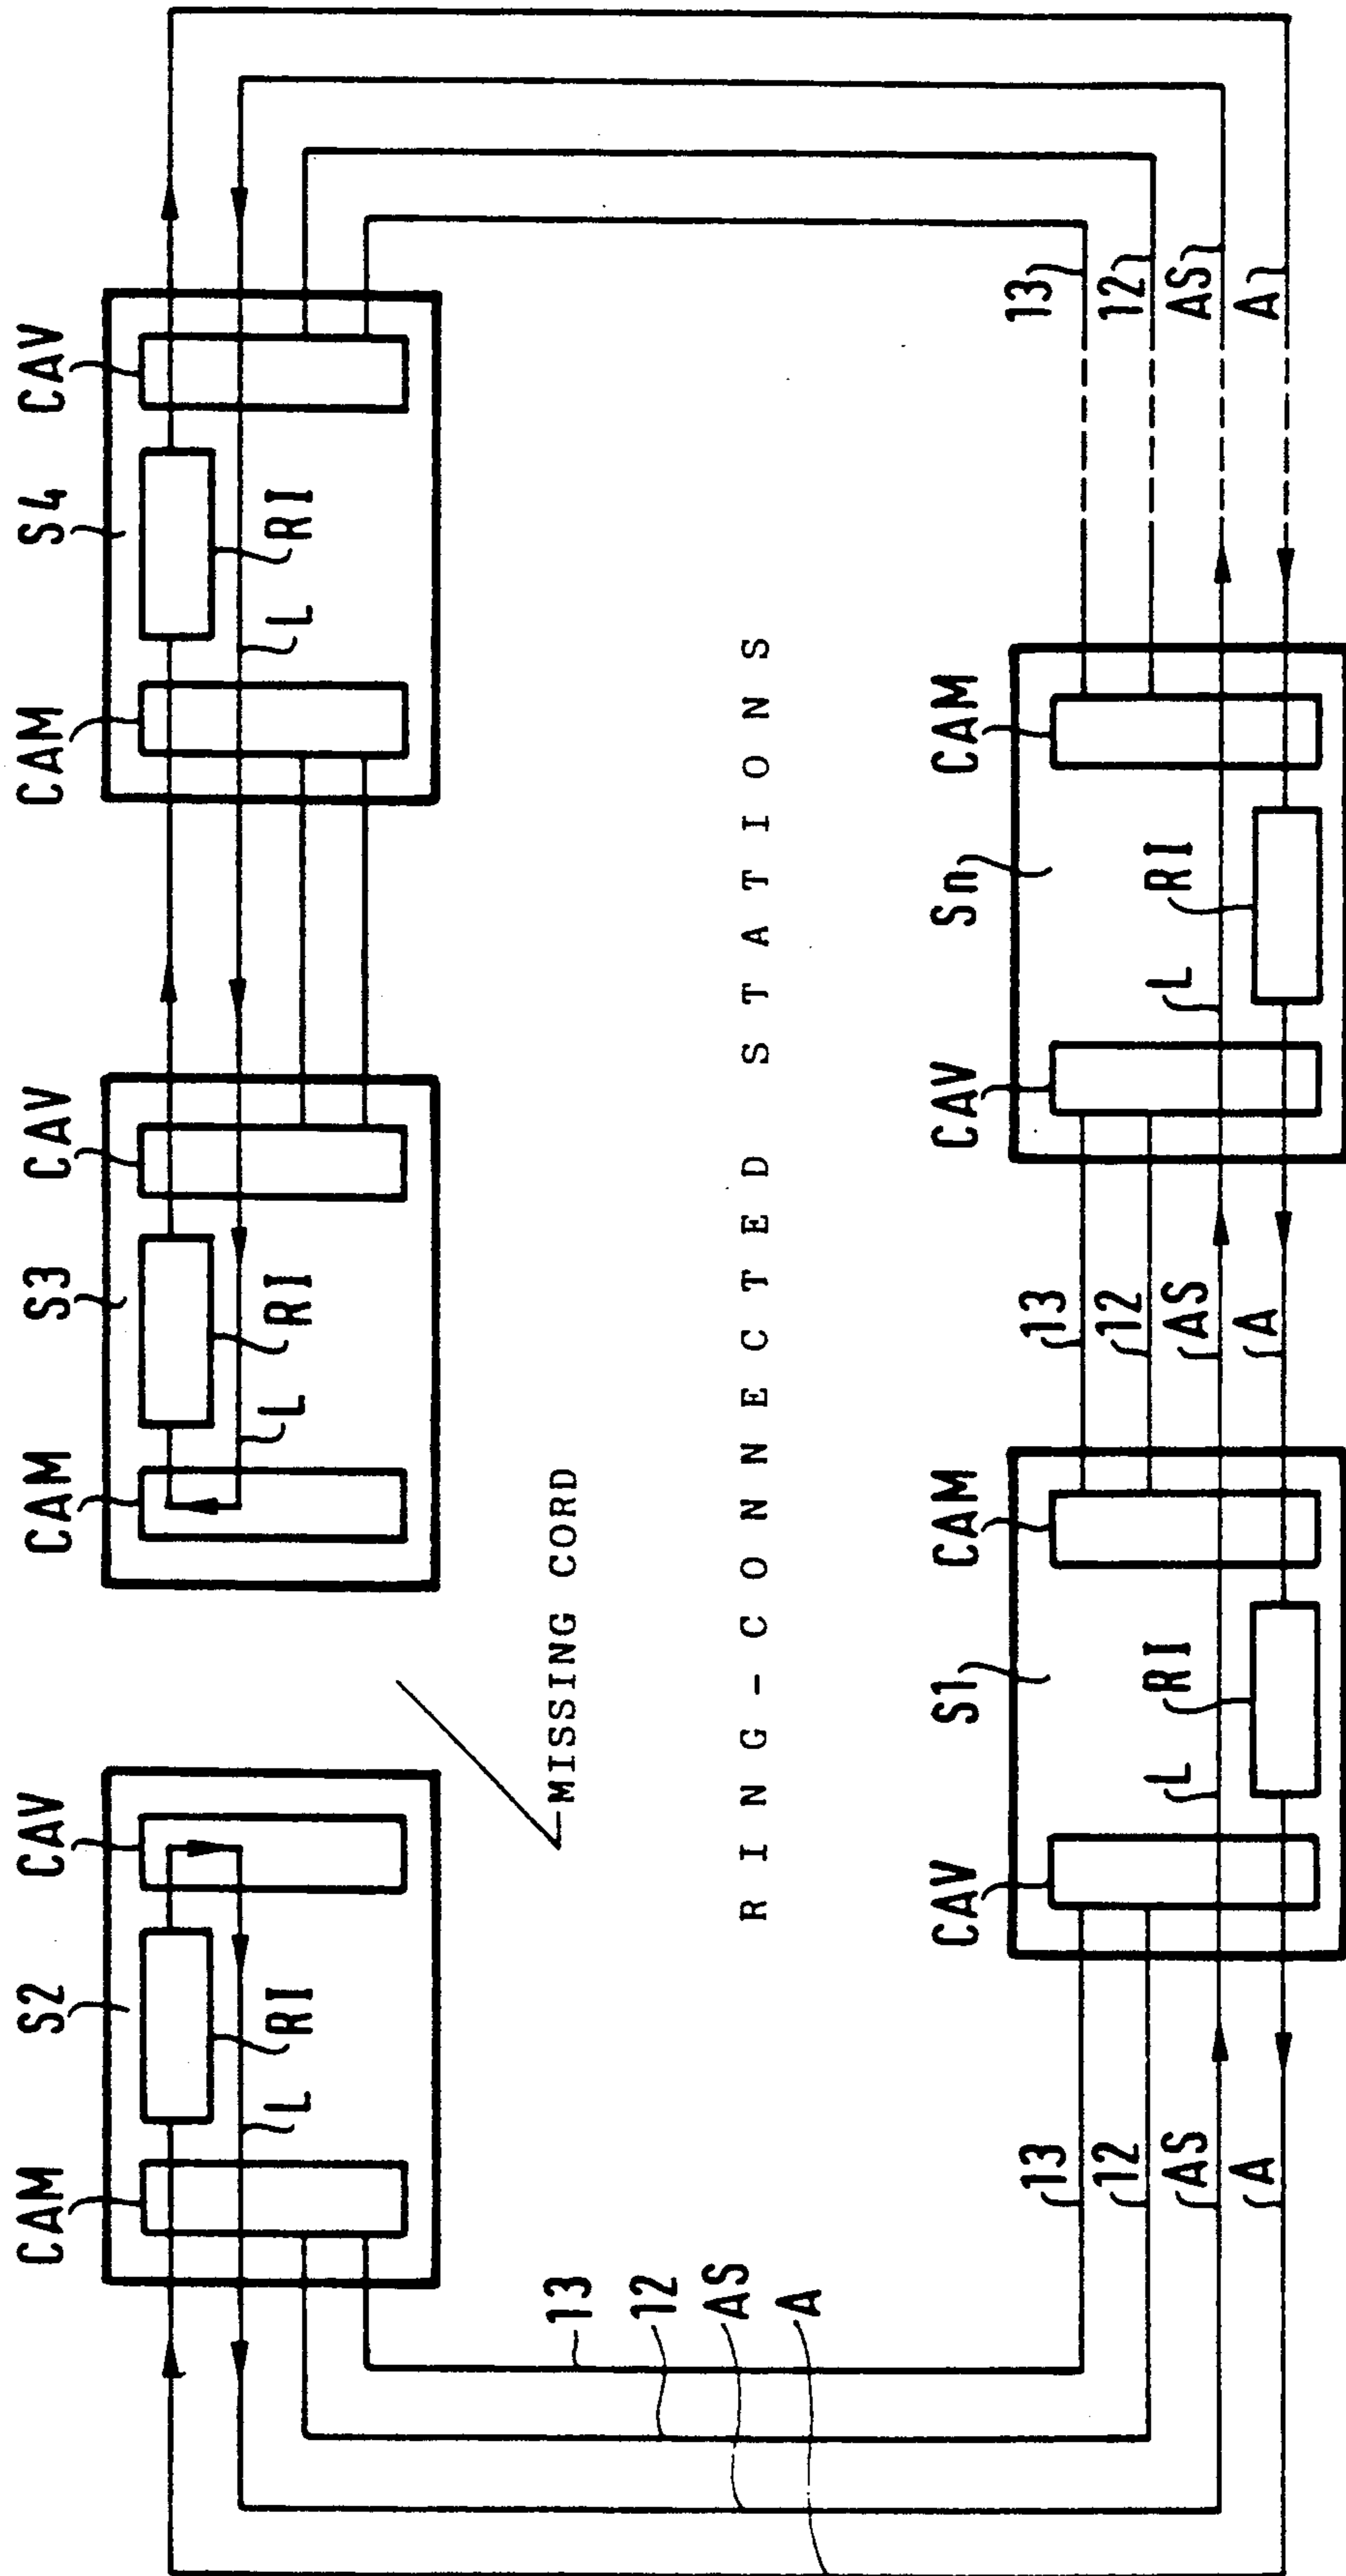 CAM S2 CAV CAM S3 CAV CAM S4 CAV
L RI L RI L RI
MISSING CORD
13
12
AS
A
RING-CONNECTED STATIONS
CAV S1 CAM CAV Sn CAM
13 13 13
12 12 12
L RI L RI
AS AS AS
A A A